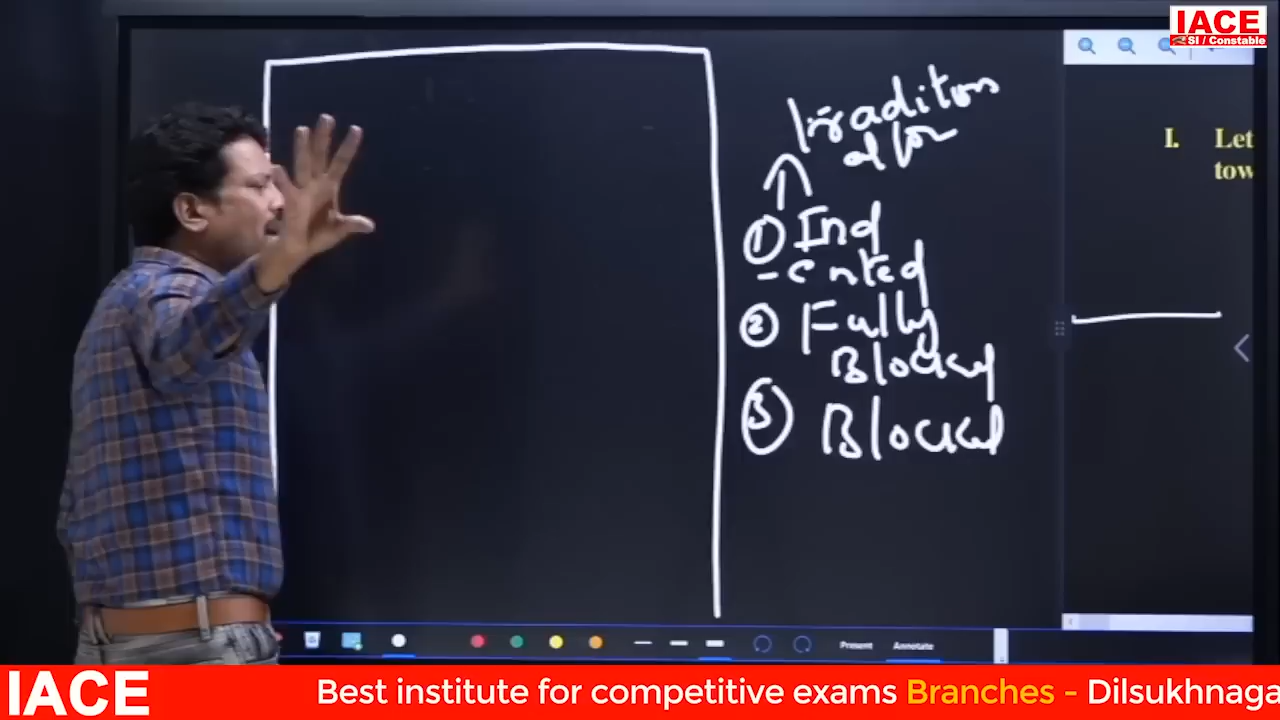 IACE
SI / Constable
I. Let
tow
① Ind
- ented
② Fully
Blocked
③ Blocked
Present Annotate
IACE
Best institute for competitive exams Branches - Dilsukhnaga